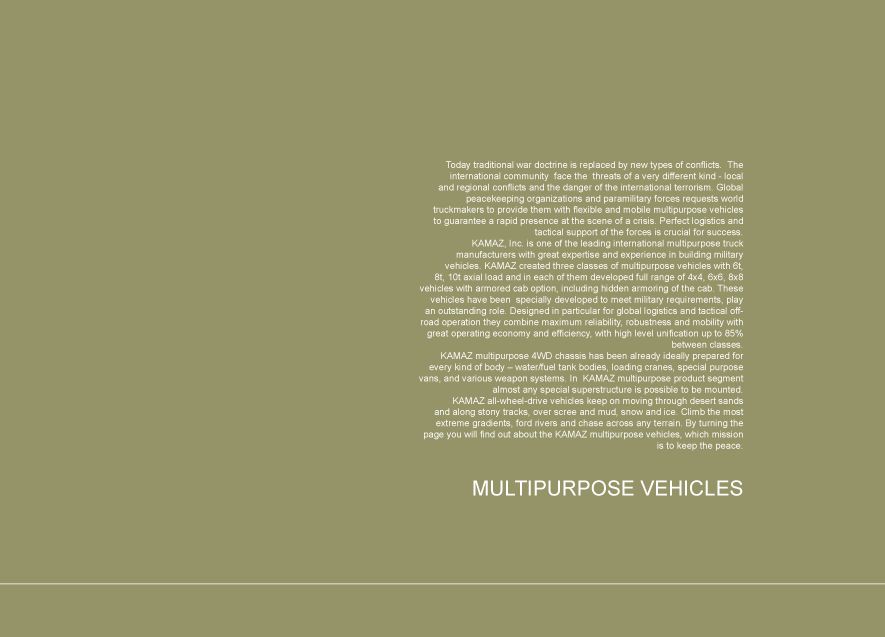 Today traditional war doctrine is replaced by new types of conflicts.  The
international community  face the  threats of a very different kind - local
and regional conflicts and the danger of the international terrorism. Global
peacekeeping organizations and paramilitary forces requests world
truckmakers to provide them with flexible and mobile multipurpose vehicles
to guarantee a rapid presence at the scene of a crisis. Perfect logistics and
tactical support of the forces is crucial for success.
KAMAZ, Inc. is one of the leading international multipurpose truck
manufacturers with great expertise and experience in building military
vehicles. KAMAZ created three classes of multipurpose vehicles with 6t,
8t, 10t axial load and in each of them developed full range of 4x4, 6x6, 8x8
vehicles with armored cab option, including hidden armoring of the cab. These
vehicles have been  specially developed to meet military requirements, play
an outstanding role. Designed in particular for global logistics and tactical off-
road operation they combine maximum reliability, robustness and mobility with
great operating economy and efficiency, with high level unification up to 85%
between classes.
KAMAZ multipurpose 4WD chassis has been already ideally prepared for
every kind of body – water/fuel tank bodies, loading cranes, special purpose
vans, and various weapon systems. In  KAMAZ multipurpose product segment
almost any special superstructure is possible to be mounted.
KAMAZ all-wheel-drive vehicles keep on moving through desert sands
and along stony tracks, over scree and mud, snow and ice. Climb the most
extreme gradients, ford rivers and chase across any terrain. By turning the
page you will find out about the KAMAZ multipurpose vehicles, which mission
is to keep the peace.
MULTIPURPOSE VEHICLES